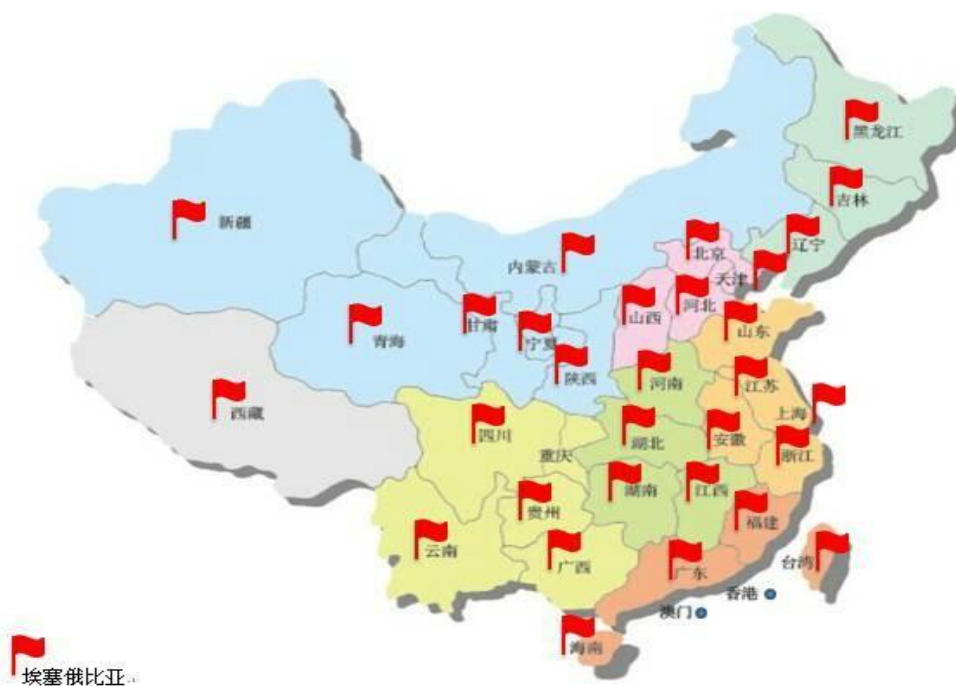 黑龙江
吉林
辽宁
新疆
内蒙古
北京
天津
河北
山西
甘肃
宁夏
青海
山东
陕西
河南
江苏
西藏
上海
四川
湖北
安徽
重庆
浙江
湖南
江西
贵州
福建
云南
广西
广东
台湾
香港
澳门
海南
埃塞俄比亚